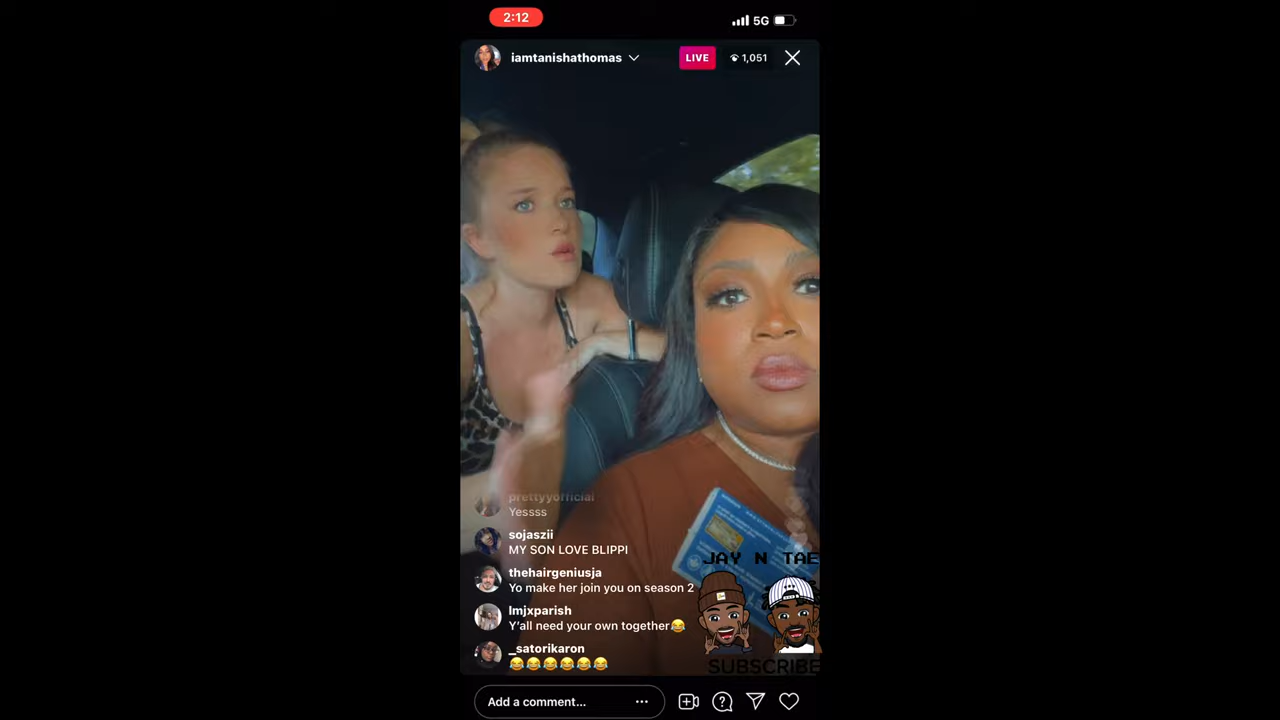 2:12
5G
iamtanishathomas
LIVE
1,051
prettyyofficial
Yessss
sojaszii
MY SON LOVE BLIPPI
thehairgeniusja
Yo make her join you on season 2
lmjxparish
Y'all need your own together😂
_satorikaron
😂😂😂😂😂😂
JAY N TAE
SUBSCRIBE
Add a comment...